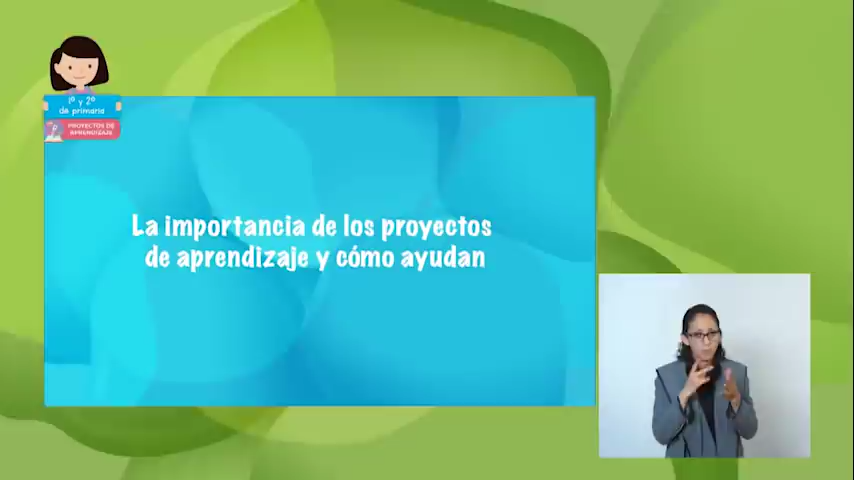 1º y 2º
de primaria
PROYECTOS DE
APRENDIZAJE
La importancia de los proyectos
de aprendizaje y cómo ayudan